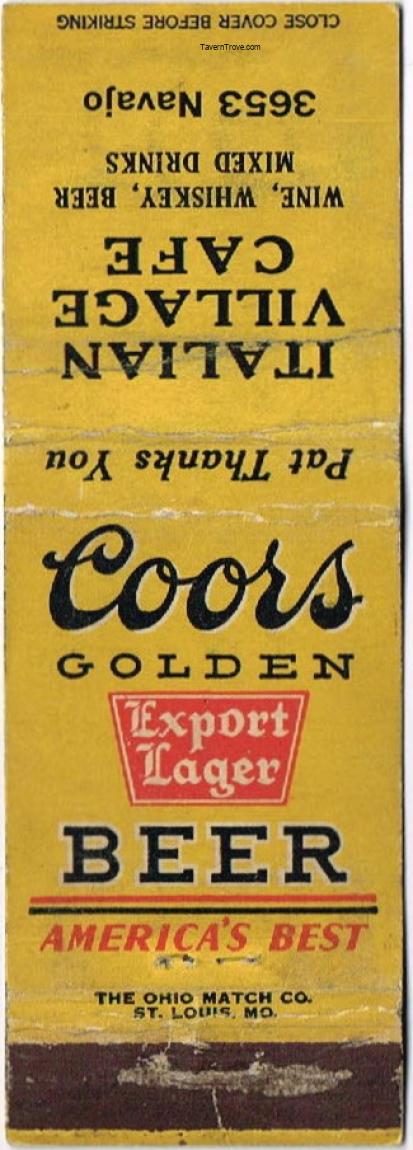 CLOSE COVER BEFORE STRIKING
TavernTrove.com
3653 Navajo
MIXED DRINKS
WINE, WHISKEY, BEER
CAFE
VILLAGE
ITALIAN
Pat Thanks You
Coors
GOLDEN
Export
Lager
BEER
AMERICA'S BEST
THE OHIO MATCH CO.
ST. LOUIS, MO.